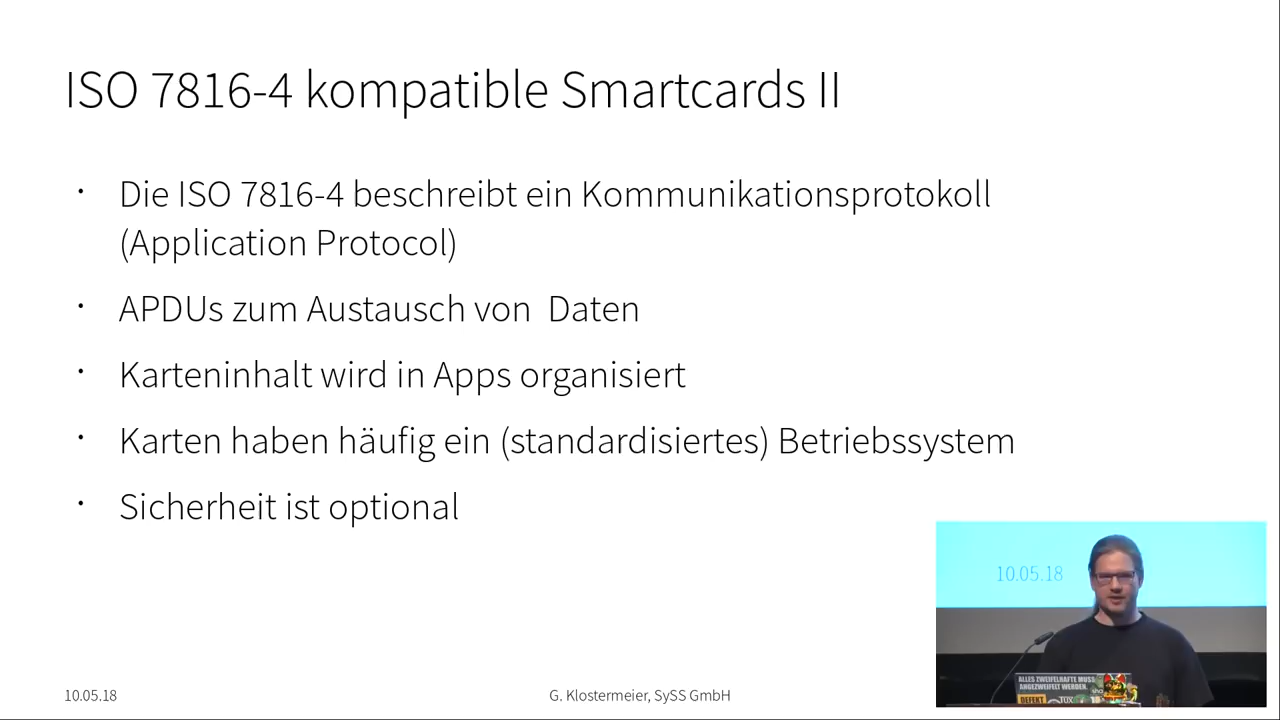 ISO 7816-4 kompatible Smartcards II
Die ISO 7816-4 beschreibt ein Kommunikationsprotokoll
(Application Protocol)
APDUs zum Austausch von  Daten
Karteninhalt wird in Apps organisiert
Karten haben häufig ein (standardisiertes) Betriebssystem
Sicherheit ist optional
10.05.18
ALLES ZWEIFELHAFTE MUSS
ANGEZWEIFELT WERDEN.
DEFEKT
TUX
10.05.18
G. Klostermeier, SySS GmbH